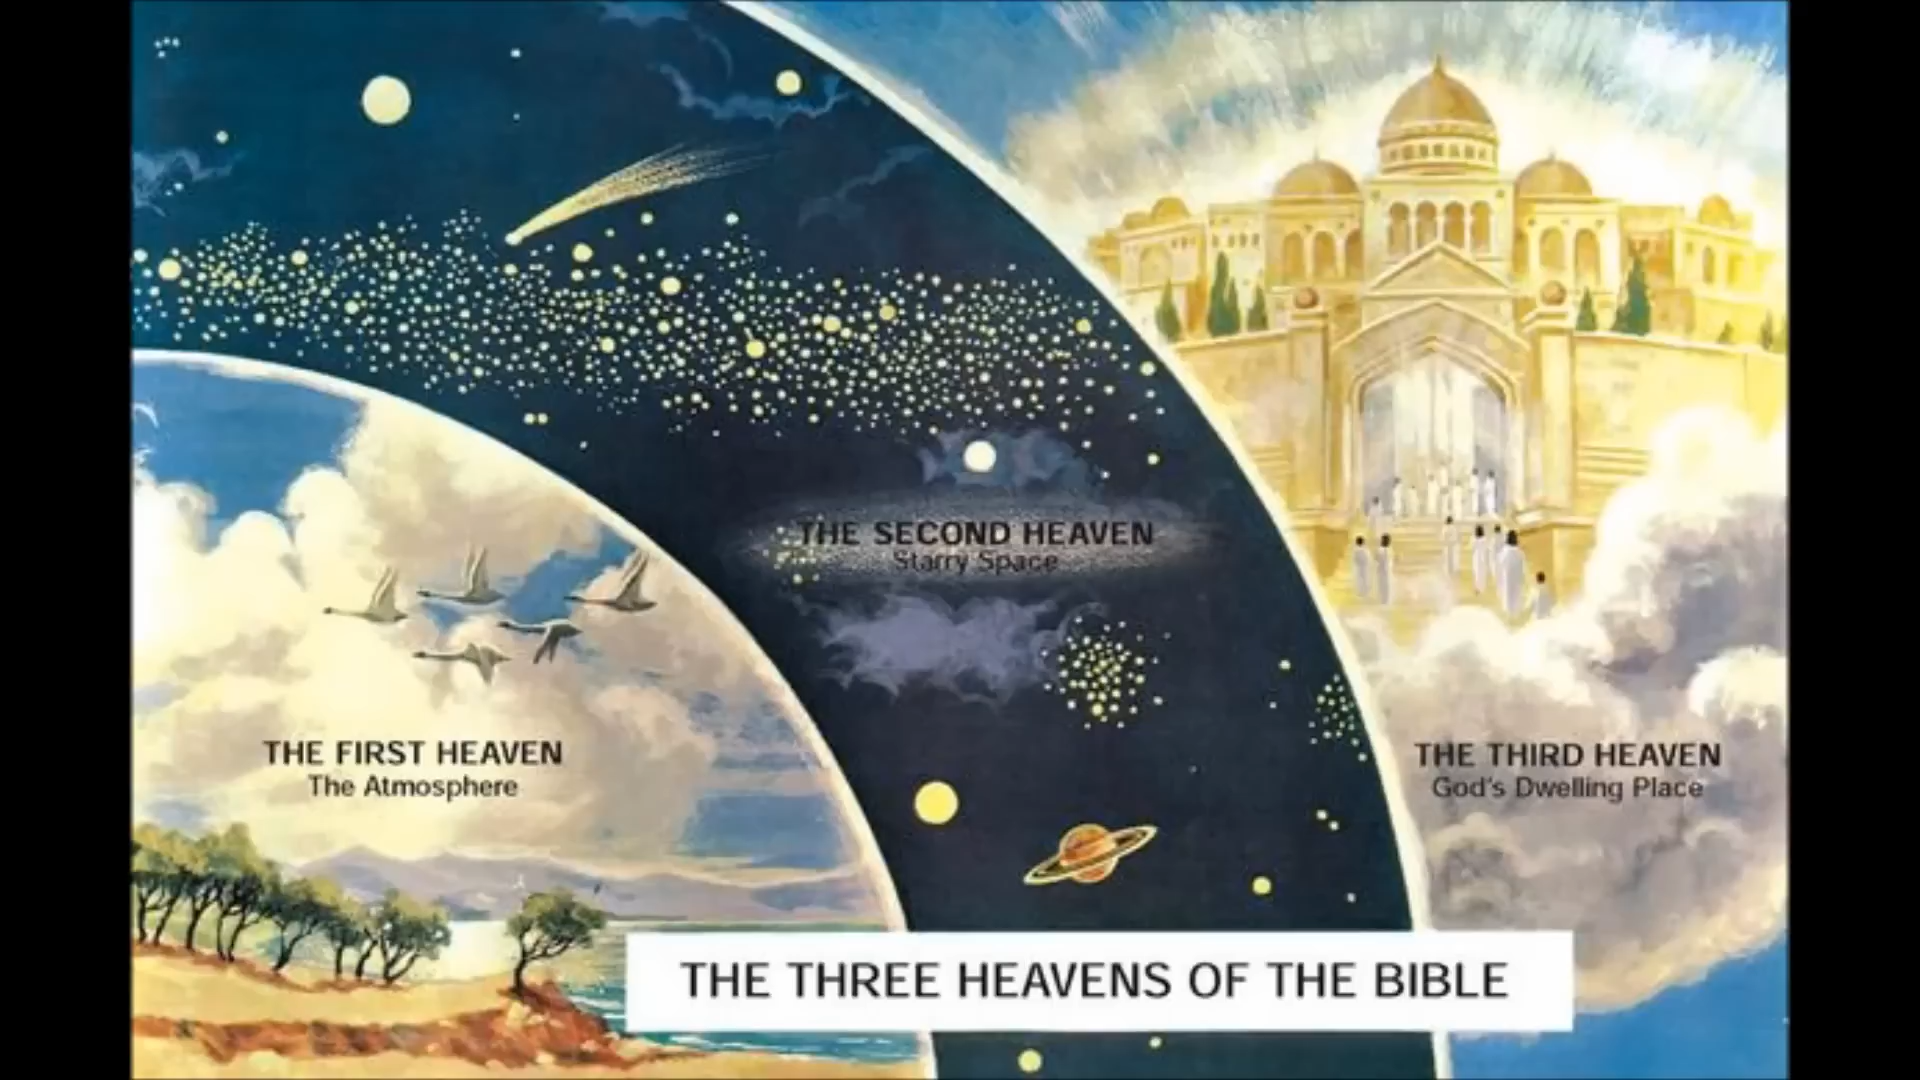 THE SECOND HEAVEN
Starry Space
THE FIRST HEAVEN
The Atmosphere
THE THIRD HEAVEN
God's Dwelling Place
THE THREE HEAVENS OF THE BIBLE